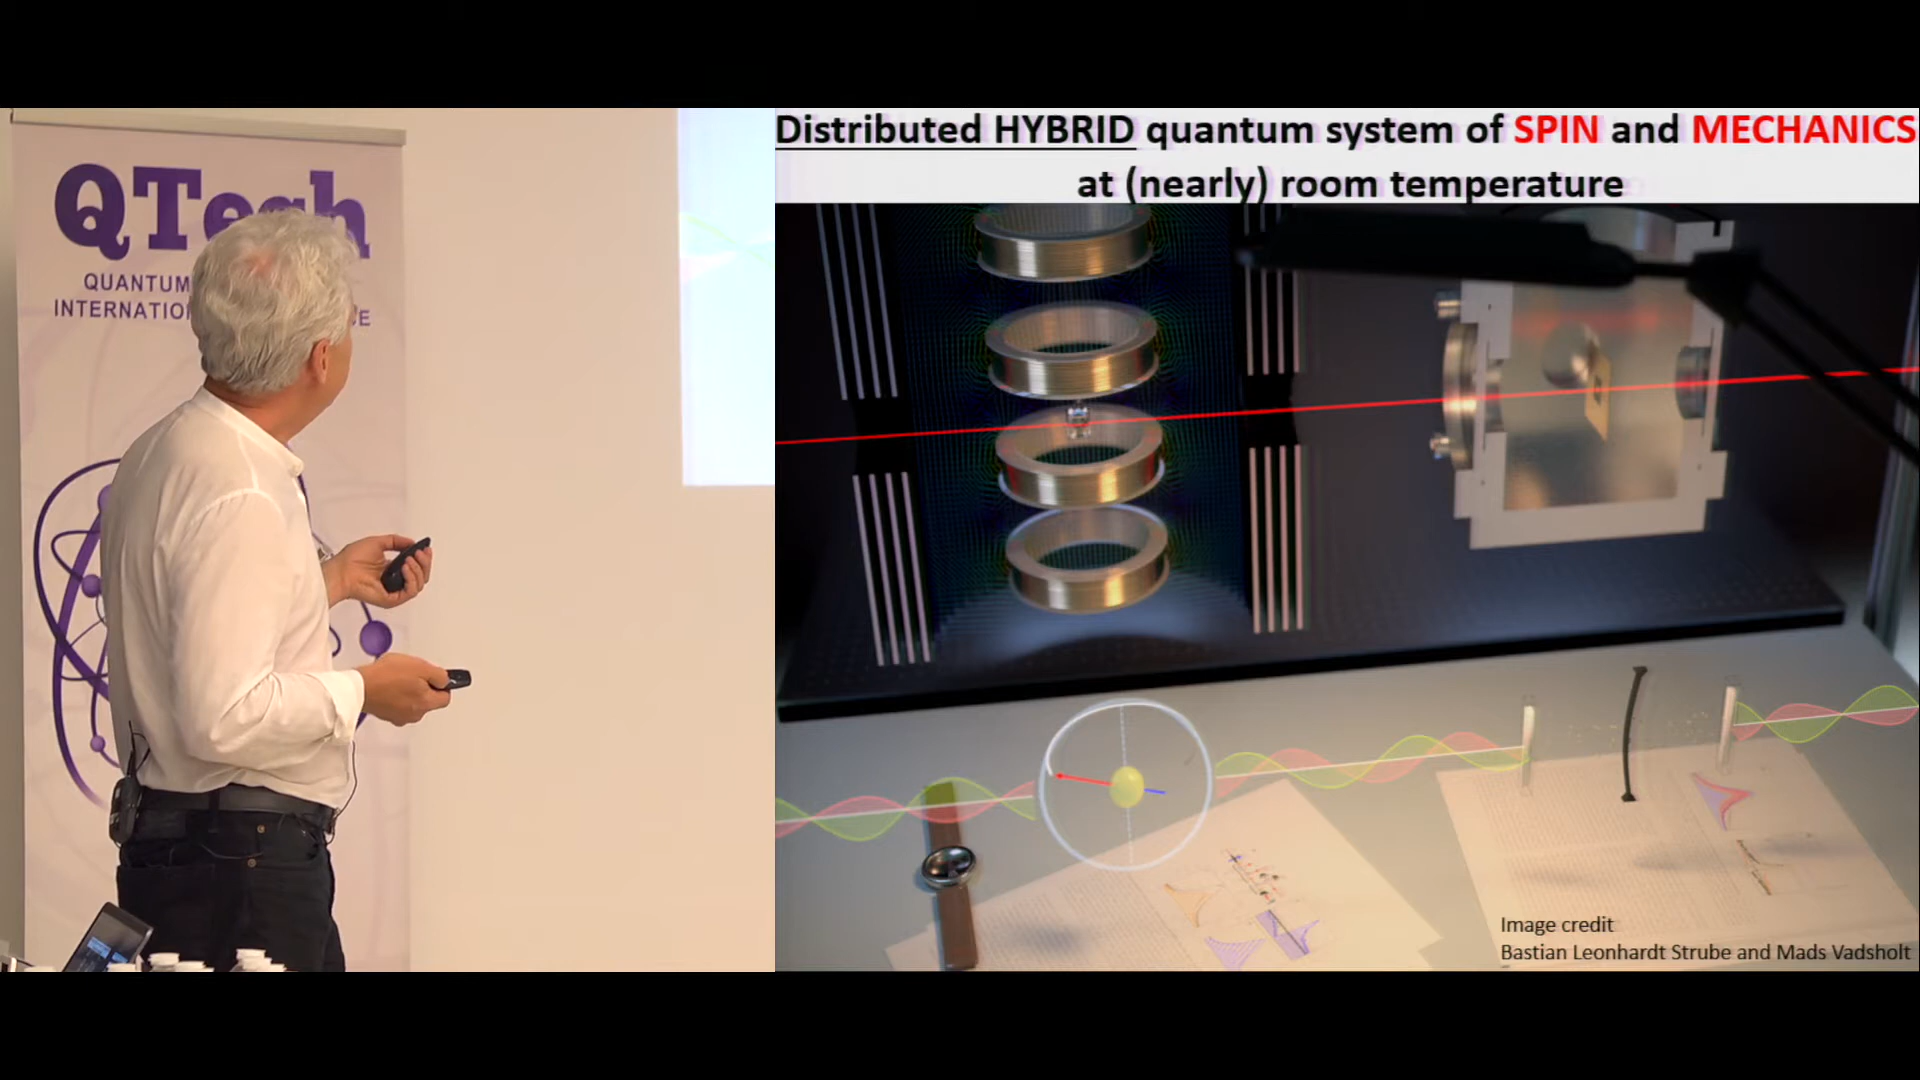 QTech
QUANTUM
INTERNATIO CE
Distributed HYBRID quantum system of SPIN and MECHANICS
at (nearly) room temperature
Image credit
Bastian Leonhardt Strube and Mads Vadsholt